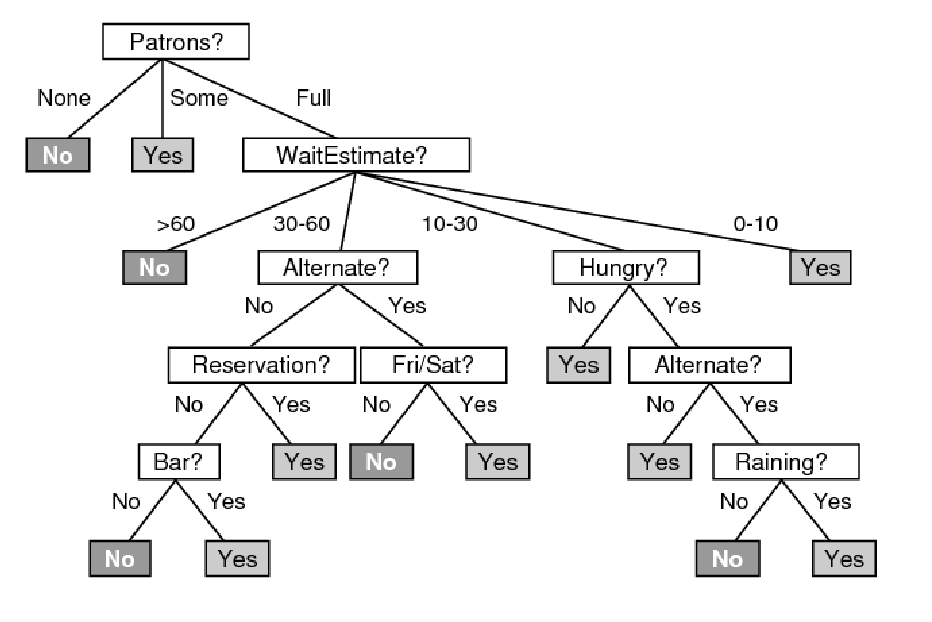 Patrons?
None Some Full
No Yes WaitEstimate?
>60 30-60 10-30 0-10
No Alternate? Hungry? Yes
No Yes No Yes
Reservation? Fri/Sat? Yes Alternate?
No Yes No Yes No Yes
Bar? Yes No Yes Yes Raining?
No Yes No Yes
No Yes No Yes